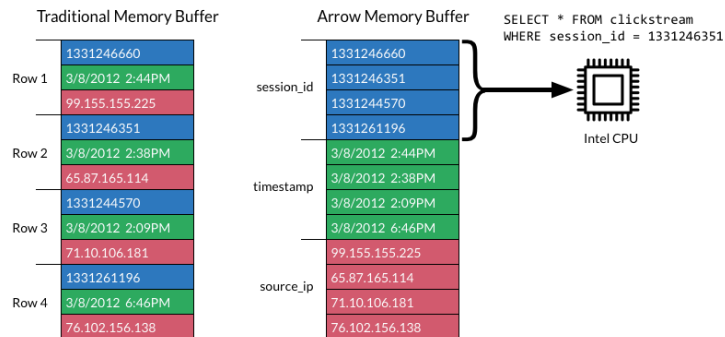 Traditional Memory Buffer
Row 1
1331246660
3/8/2012 2:44PM
99.155.155.225
Row 2
1331246351
3/8/2012 2:38PM
65.87.165.114
Row 3
1331244570
3/8/2012 2:09PM
71.10.106.181
Row 4
1331261196
3/8/2012 6:46PM
76.102.156.138
Arrow Memory Buffer
session_id
1331246660
1331246351
1331244570
1331261196
timestamp
3/8/2012 2:44PM
3/8/2012 2:38PM
3/8/2012 2:09PM
3/8/2012 6:46PM
source_ip
99.155.155.225
65.87.165.114
71.10.106.181
76.102.156.138
SELECT * FROM clickstream
WHERE session_id = 1331246351
Intel CPU